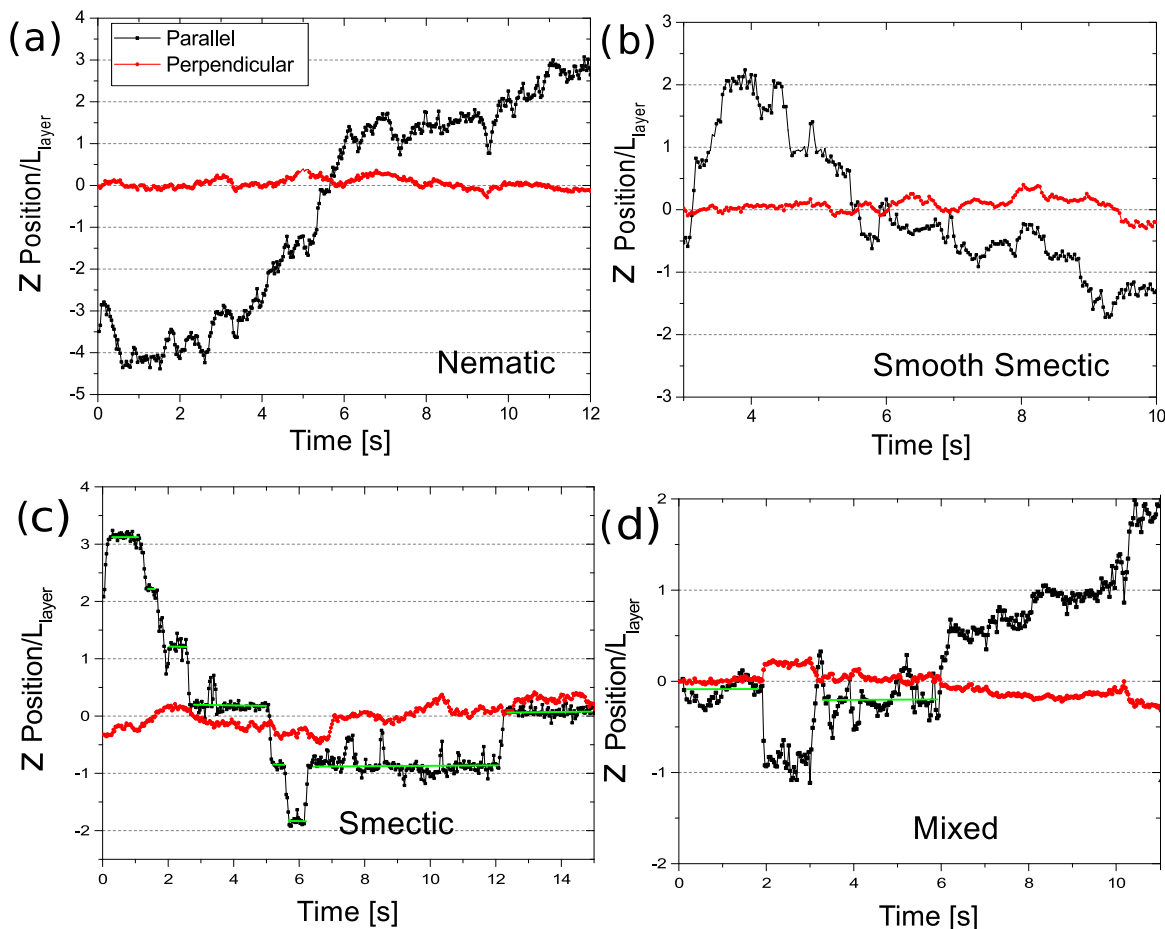 (a)
Parallel
Perpendicular
4
3
2
1
0
-1
-2
-3
-4
-5
Z Position/L_layer
Nematic
0 2 4 6 8 10 12
Time [s]
(b)
3
2
1
0
-1
-2
-3
Z Position/L_layer
Smooth Smectic
4 6 8 10
Time [s]
(c)
4
3
2
1
0
-1
-2
Z Position/L_layer
Smectic
0 2 4 6 8 10 12 14
Time [s]
(d)
2
1
0
-1
-2
Z Position/L_layer
Mixed
0 2 4 6 8 10
Time [s]